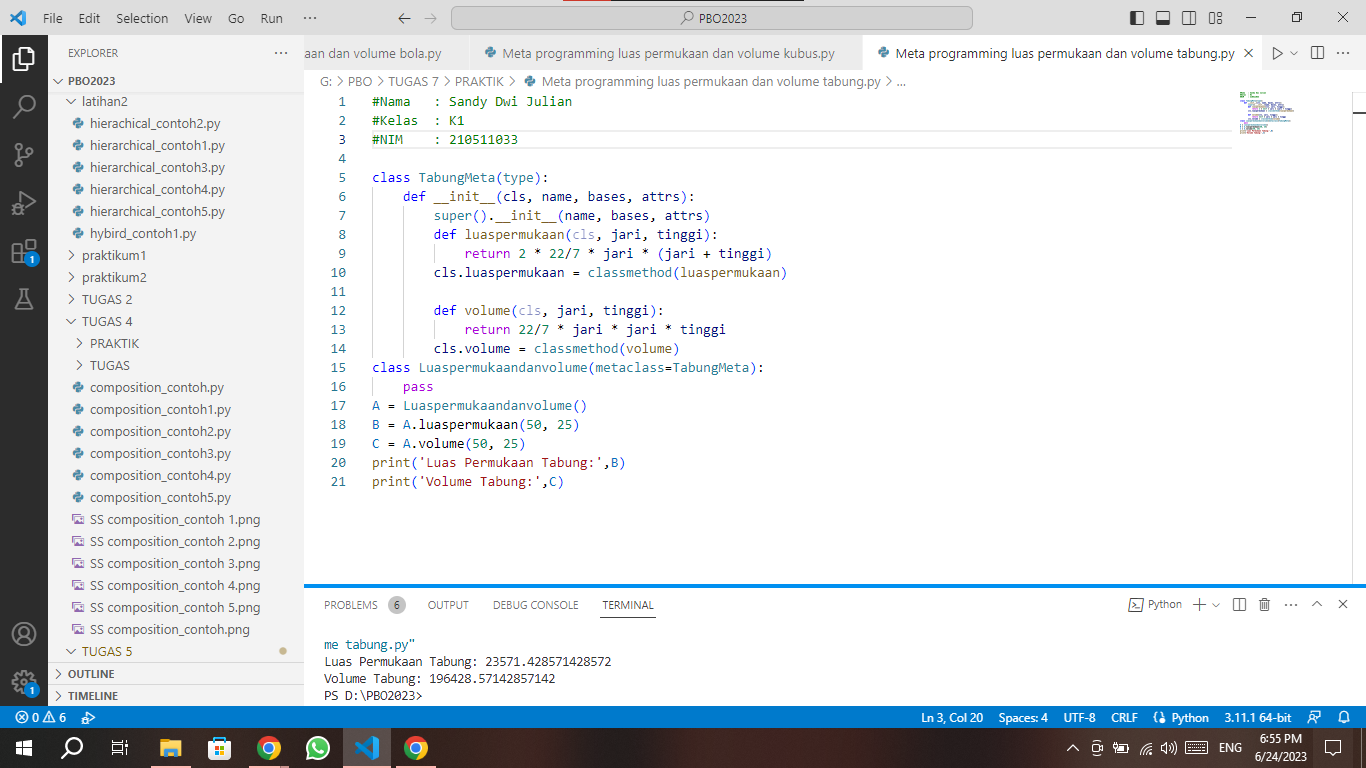 File Edit Selection View Go Run ··· PBO2023
EXPLORER ···
PBO2023
latihan2
hierachical_contoh2.py
hierarchical_contoh1.py
hierarchical_contoh3.py
hierarchical_contoh4.py
hierarchical_contoh5.py
hybird_contoh1.py
praktikum1
praktikum2
TUGAS 2
TUGAS 4
PRAKTIK
TUGAS
composition_contoh.py
composition_contoh1.py
composition_contoh2.py
composition_contoh3.py
composition_contoh4.py
composition_contoh5.py
SS composition_contoh 1.png
SS composition_contoh 2.png
SS composition_contoh 3.png
SS composition_contoh 4.png
SS composition_contoh 5.png
SS composition_contoh.png
TUGAS 5
OUTLINE
TIMELINE
1
1
aan dan volume bola.py Meta programming luas permukaan dan volume kubus.py Meta programming luas permukaan dan volume tabung.py
G: > PBO > TUGAS 7 > PRAKTIK > Meta programming luas permukaan dan volume tabung.py > ...
1 #Nama   : Sandy Dwi Julian
2 #Kelas  : K1
3 #NIM    : 210511033
4
5 class TabungMeta(type):
6     def __init__(cls, name, bases, attrs):
7         super().__init__(name, bases, attrs)
8         def luaspermukaan(cls, jari, tinggi):
9             return 2 * 22/7 * jari * (jari + tinggi)
10         cls.luaspermukaan = classmethod(luaspermukaan)
11
12         def volume(cls, jari, tinggi):
13             return 22/7 * jari * jari * tinggi
14         cls.volume = classmethod(volume)
15 class Luaspermukaandanvolume(metaclass=TabungMeta):
16     pass
17 A = Luaspermukaandanvolume()
18 B = A.luaspermukaan(50, 25)
19 C = A.volume(50, 25)
20 print('Luas Permukaan Tabung:',B)
21 print('Volume Tabung:',C)
PROBLEMS 6 OUTPUT DEBUG CONSOLE TERMINAL Python
me tabung.py"
Luas Permukaan Tabung: 23571.428571428572
Volume Tabung: 196428.57142857142
PS D:\PBO2023>
0 6 Ln 3, Col 20 Spaces: 4 UTF-8 CRLF Python 3.11.1 64-bit
ENG 6:55 PM
6/24/2023